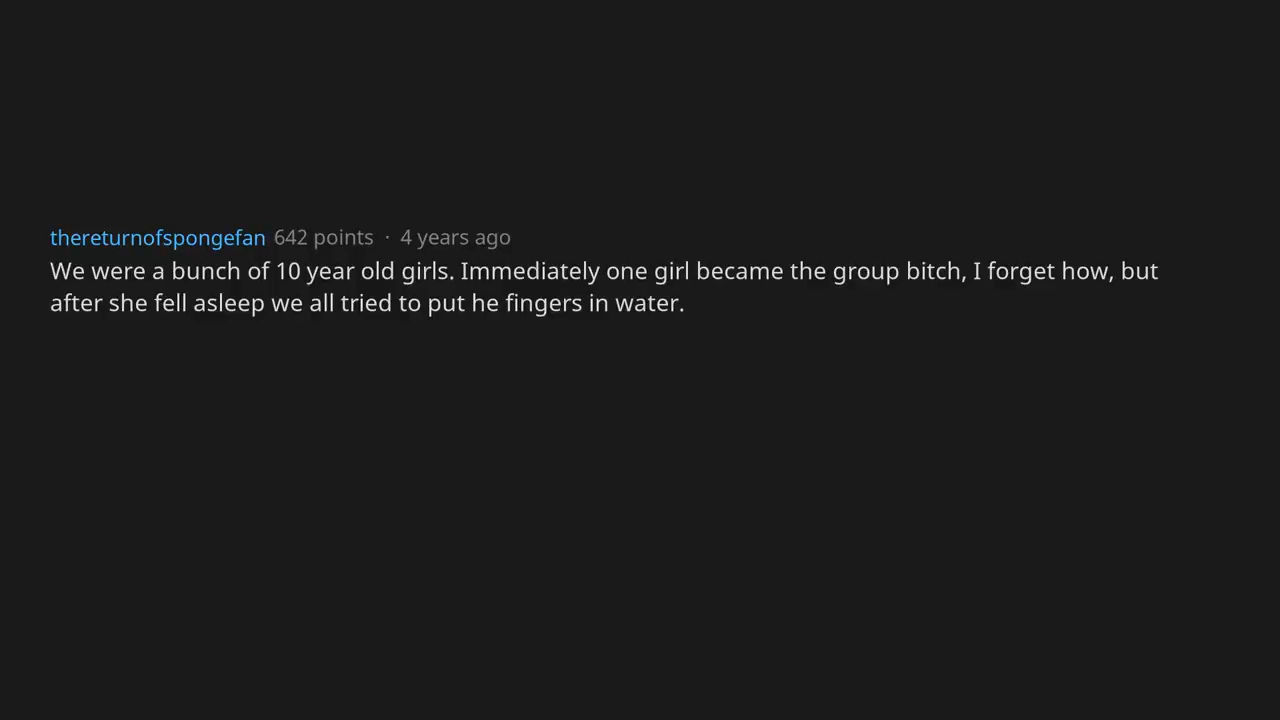 thereturnofspongefan 642 points · 4 years ago
We were a bunch of 10 year old girls. Immediately one girl became the group bitch, I forget how, but
after she fell asleep we all tried to put he fingers in water.